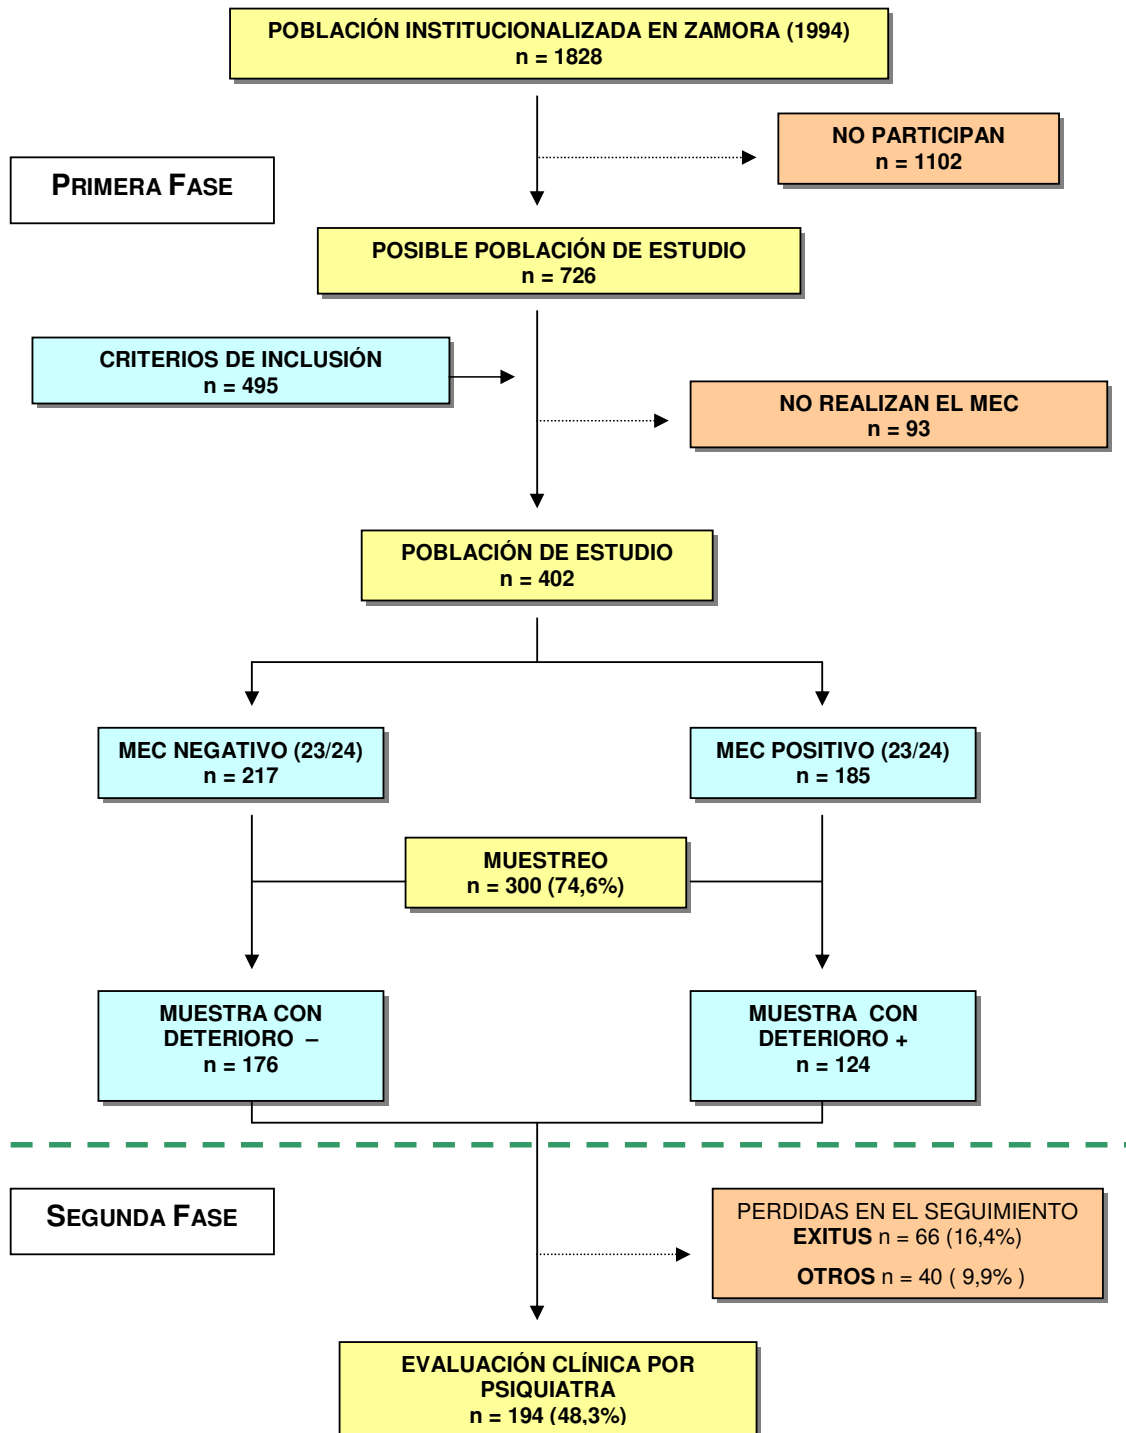 POBLACIÓN INSTITUCIONALIZADA EN ZAMORA (1994)
n = 1828
NO PARTICIPAN
n = 1102
PRIMERA FASE
POSIBLE POBLACIÓN DE ESTUDIO
n = 726
CRITERIOS DE INCLUSIÓN
n = 495
NO REALIZAN EL MEC
n = 93
POBLACIÓN DE ESTUDIO
n = 402
MEC NEGATIVO (23/24)
n = 217
MEC POSITIVO (23/24)
n = 185
MUESTREO
n = 300 (74,6%)
MUESTRA CON
DETERIORO –
n = 176
MUESTRA CON
DETERIORO +
n = 124
SEGUNDA FASE
PERDIDAS EN EL SEGUIMIENTO
EXITUS n = 66 (16,4%)
OTROS n = 40 ( 9,9% )
EVALUACIÓN CLÍNICA POR
PSIQUIATRA
n = 194 (48,3%)